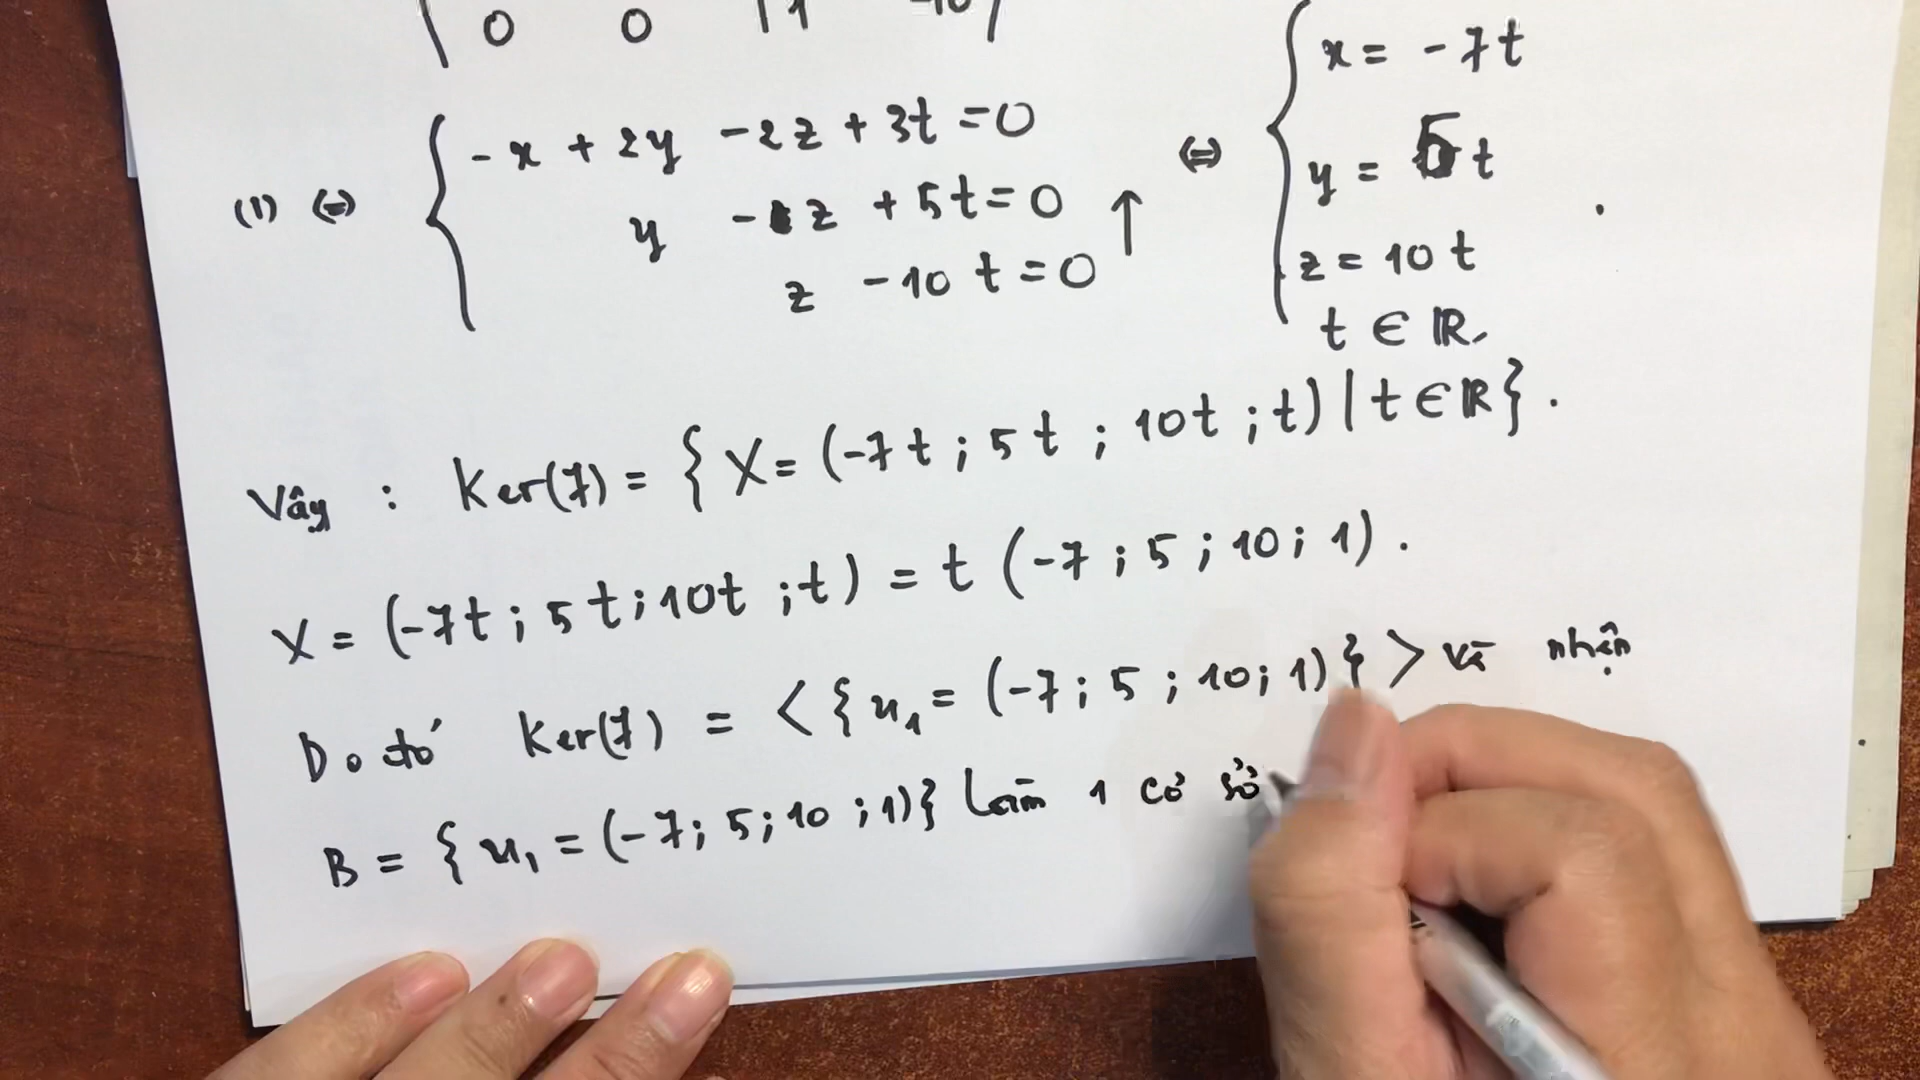 0 0 1 -10
(1) ⇔ { -x + 2y - 2z + 3t = 0
y - z + 5t = 0 ↑
z - 10t = 0
⇔ { x = -7t
y = 5t
z = 10t
t ∈ ℝ.
Vậy : Ker(f) = { X = (-7t ; 5t ; 10t ; t) | t ∈ ℝ } .
X = (-7t ; 5t ; 10t ; t) = t (-7 ; 5 ; 10 ; 1) .
Do đó Ker(f) = < { u₁ = (-7 ; 5 ; 10 ; 1) } > và nhận
B = { u₁ = (-7 ; 5 ; 10 ; 1) } làm 1 cơ sở